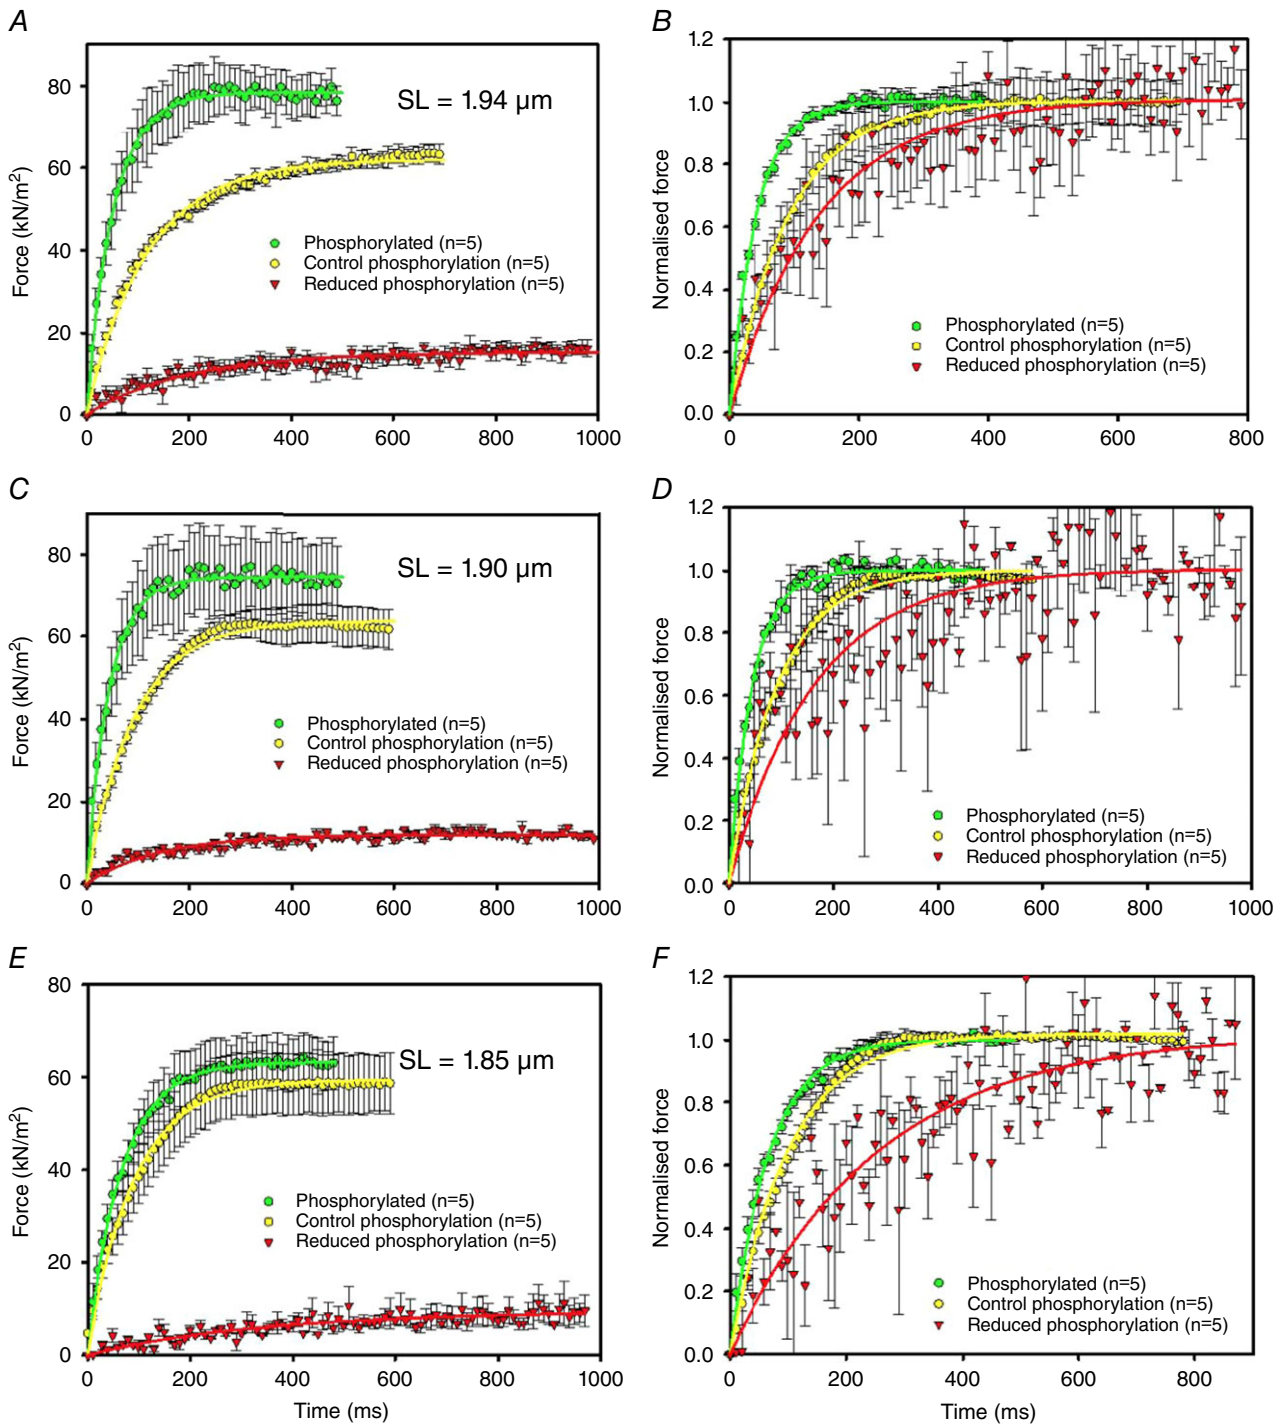 A
B
80
60
40
20
0
Force (kN/m²)
SL = 1.94 µm
Phosphorylated (n=5)
Control phosphorylation (n=5)
Reduced phosphorylation (n=5)
0 200 400 600 800 1000
1.2
1.0
0.8
0.6
0.4
0.2
0.0
Normalised force
Phosphorylated (n=5)
Control phosphorylation (n=5)
Reduced phosphorylation (n=5)
0 200 400 600 800
C
D
80
60
40
20
0
Force (kN/m²)
SL = 1.90 µm
Phosphorylated (n=5)
Control phosphorylation (n=5)
Reduced phosphorylation (n=5)
0 200 400 600 800 1000
1.2
1.0
0.8
0.6
0.4
0.2
0.0
Normalised force
Phosphorylated (n=5)
Control phosphorylation (n=5)
Reduced phosphorylation (n=5)
0 200 400 600 800 1000
E
F
80
60
40
20
0
Force (kN/m²)
SL = 1.85 µm
Phosphorylated (n=5)
Control phosphorylation (n=5)
Reduced phosphorylation (n=5)
0 200 400 600 800 1000
Time (ms)
1.2
1.0
0.8
0.6
0.4
0.2
0.0
Normalised force
Phosphorylated (n=5)
Control phosphorylation (n=5)
Reduced phosphorylation (n=5)
0 200 400 600 800
Time (ms)